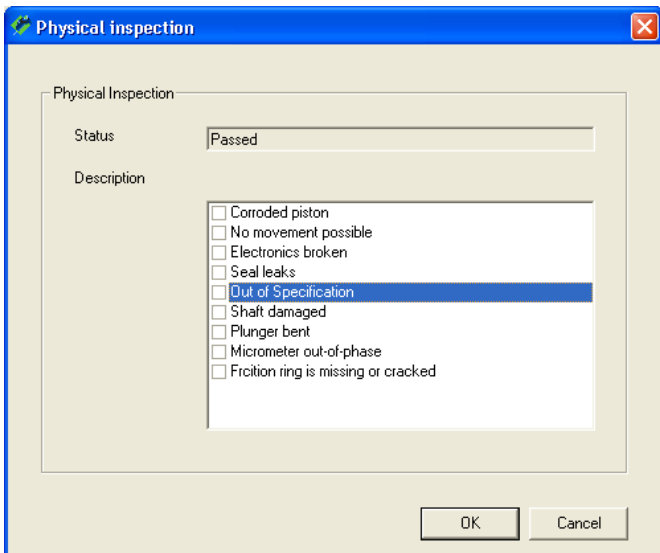 Physical inspection
Physical Inspection
Status
Passed
Description
Corroded piston
No movement possible
Electronics broken
Seal leaks
Out of Specification
Shaft damaged
Plunger bent
Micrometer out-of-phase
Frcition ring is missing or cracked
OK
Cancel